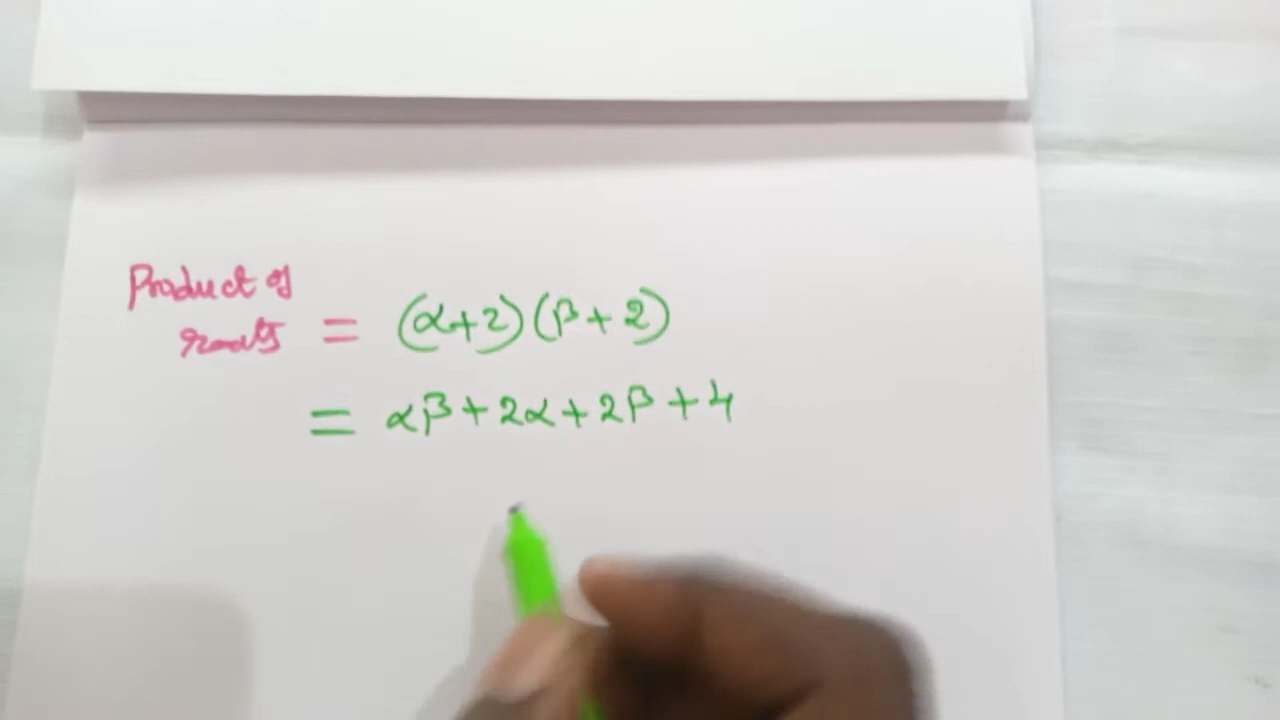 Product of
roots = (α+2)(β+2)
= αβ+2α+2β+4